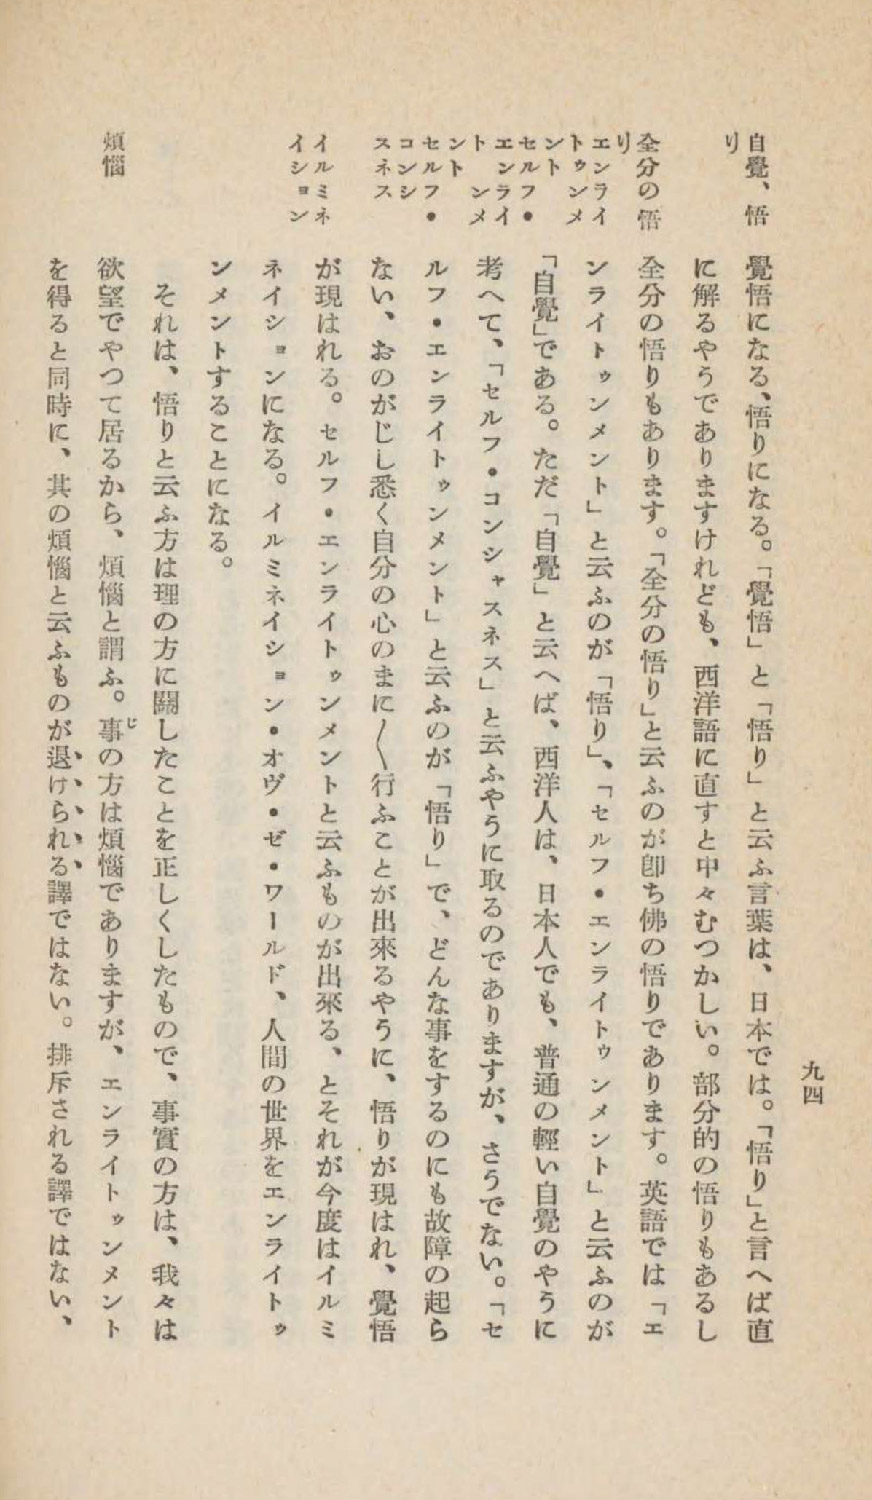 九四
自覺、悟
り
全分の悟
り
エンライ
トゥンメ
ント
セルフ・
エンライ
トゥンメ
ント
セルフ・
コンシ
スネス
イルミネ
イション
煩惱
覺悟になる、悟りになる。「覺悟」と「悟り」と云ふ言葉は、日本では。「悟り」と言へば直
に解るやうでありますけれども、西洋語に直すと中々むつかしい。部分的の悟りもあるし
全分の悟りもあります。「全分の悟り」と云ふのが卽ち佛の悟りであります。英語では「エ
ンライトゥンメント」と云ふのが「悟り」、「セルフ・エンライトゥンメント」と云ふのが
「自覺」である。ただ「自覺」と云へば、西洋人は、日本人でも、普通の輕い自覺のやうに
考へて、「セルフ・コンシャスネス」と云ふやうに取るのでありますが、さうでない。「セ
ルフ・エンライトゥンメント」と云ふのが「悟り」で、どんな事をするのにも故障の起ら
ない、おのがじし悉く自分の心のまに〱行ふことが出來るやうに、悟りが現はれ、覺悟
が現はれる。セルフ・エンライトゥンメントと云ふものが出來る、とそれが今度はイルミ
ネイションになる。イルミネイション・オヴ・ゼ・ワールド、人間の世界をエンライトゥ
ンメントすることになる。
それは、悟りと云ふ方は理の方に關したことを正しくしたもので、事實の方は、我々は
欲望でやつて居るから、煩惱と謂ふ。事じの方は煩惱でありますが、エンライトゥンメント
を得ると同時に、其の煩惱と云ふものが退けられる譯ではない。排斥される譯ではない、